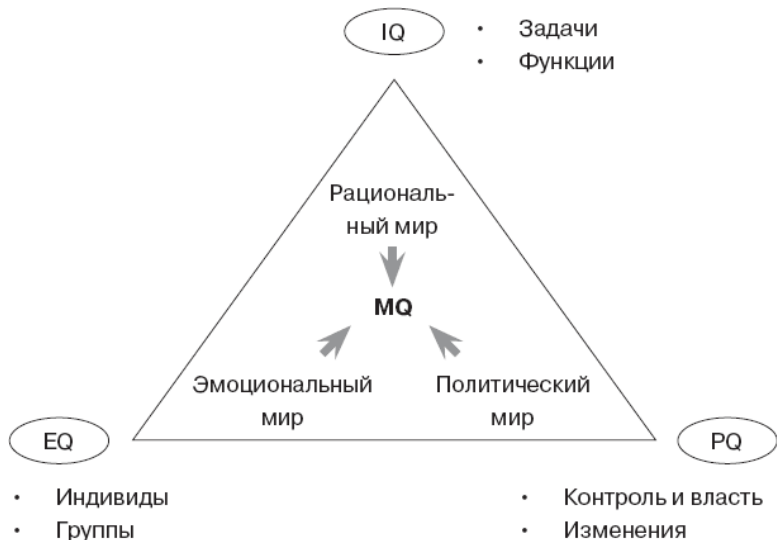 IQ
• Задачи
• Функции
Рациональ-
ный мир
MQ
Эмоциональный
мир
Политический
мир
EQ
PQ
• Индивиды
• Группы
• Контроль и власть
• Изменения